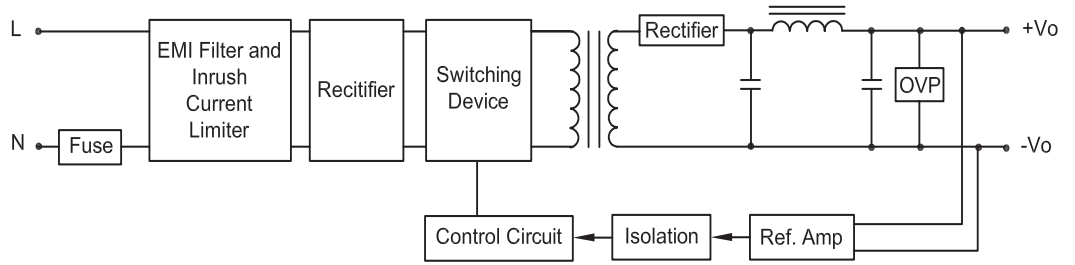 L
EMI Filter and
Inrush
Current
Limiter
Recitifier
Switching
Device
Rectifier
+Vo
OVP
N
Fuse
-Vo
Control Circuit
Isolation
Ref. Amp